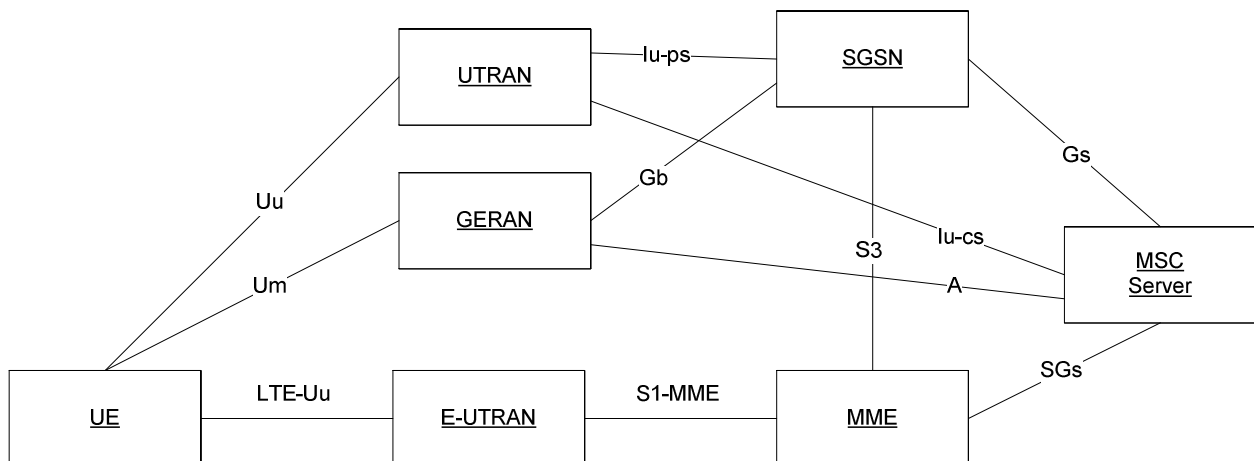 Iu-ps
SGSN
UTRAN
Gs
Gb
Uu
GERAN
Iu-cs
S3
MSC
Server
Um
A
SGs
LTE-Uu
S1-MME
UE
E-UTRAN
MME